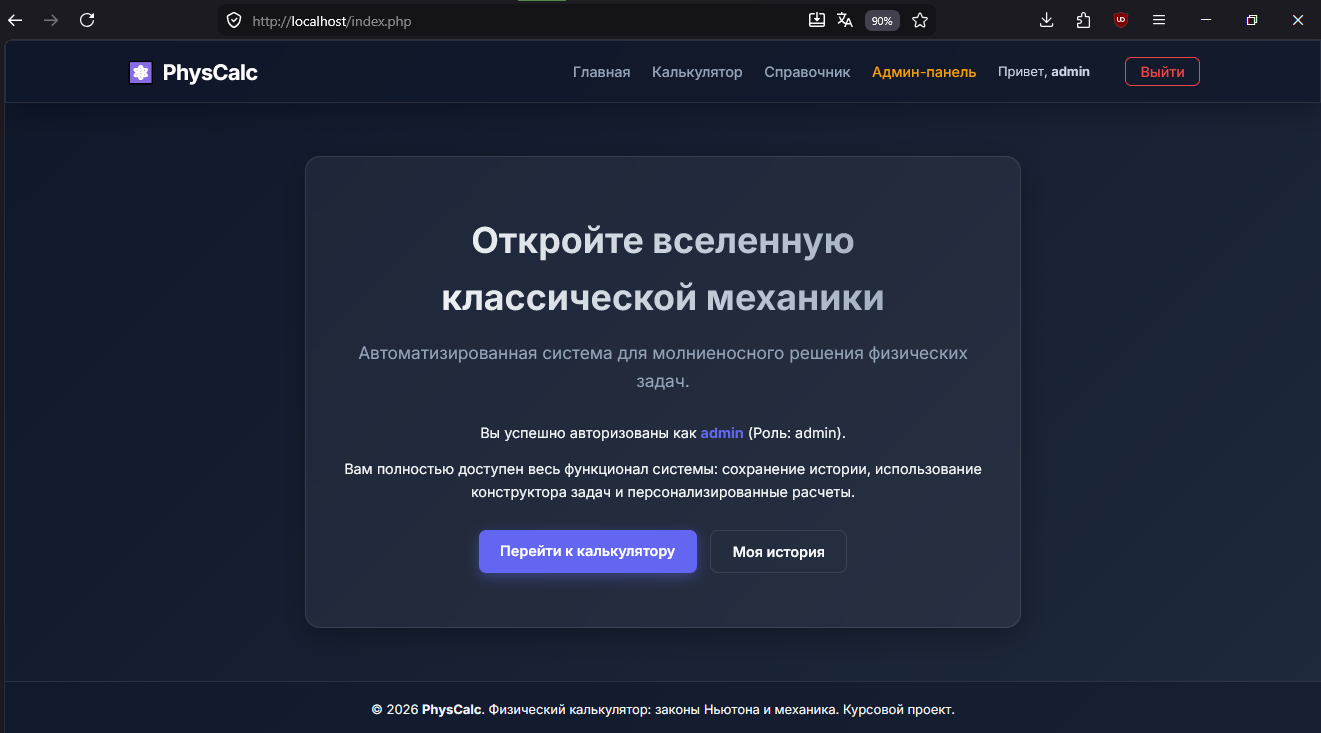 http://localhost/index.php
90%
PhysCalc
Главная
Калькулятор
Справочник
Админ-панель
Привет, admin
Выйти
Откройте вселенную
классической механики
Автоматизированная система для молниеносного решения физических
задач.
Вы успешно авторизованы как admin (Роль: admin).
Вам полностью доступен весь функционал системы: сохранение истории, использование
конструктора задач и персонализированные расчеты.
Перейти к калькулятору
Моя история
© 2026 PhysCalc. Физический калькулятор: законы Ньютона и механика. Курсовой проект.